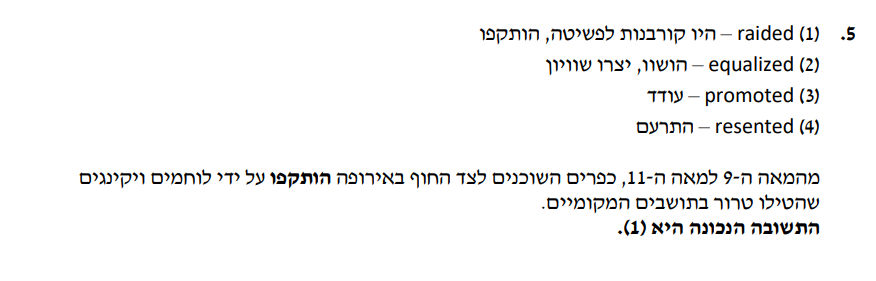 5. (1) raided – היו קורבנות לפשיטה, הותקפו
(2) equalized – הושוו, יצרו שוויון
(3) promoted – עודד
(4) resented – התרעם
מהמאה ה-9 למאה ה-11, כפרים השוכנים לצד החוף באירופה הותקפו על ידי לוחמים ויקינגים
שהטילו טרור בתושבים המקומיים.
התשובה הנכונה היא (1).